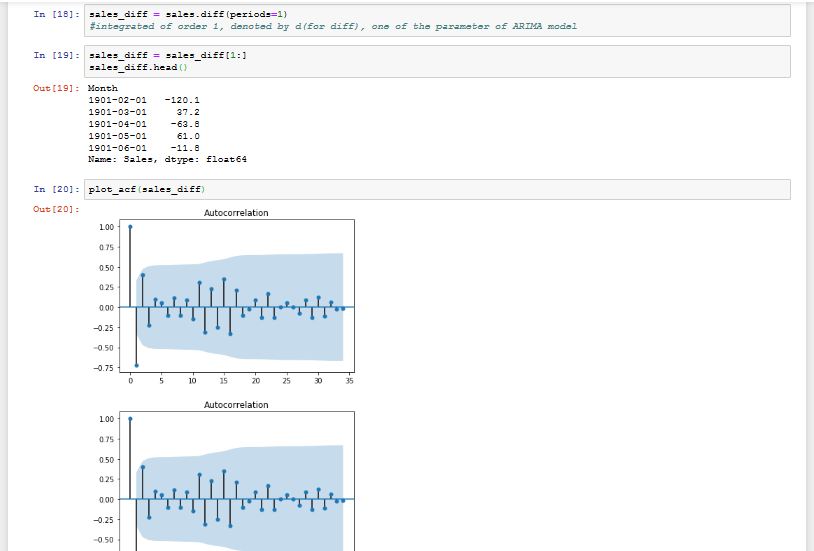 In [18]: sales_diff = sales.diff(periods=1)
#integrated of order 1, denoted by d(for diff), one of the parameter of ARIMA model
In [19]: sales_diff = sales_diff[1:]
sales_diff.head()
Out[19]: Month
1901-02-01 -120.1
1901-03-01 37.2
1901-04-01 -63.8
1901-05-01 61.0
1901-06-01 -11.8
Name: Sales, dtype: float64
In [20]: plot_acf(sales_diff)
Out[20]:
Autocorrelation
1.00
0.75
0.50
0.25
0.00
−0.25
−0.50
−0.75
0 5 10 15 20 25 30 35
Autocorrelation
1.00
0.75
0.50
0.25
0.00
−0.25
−0.50